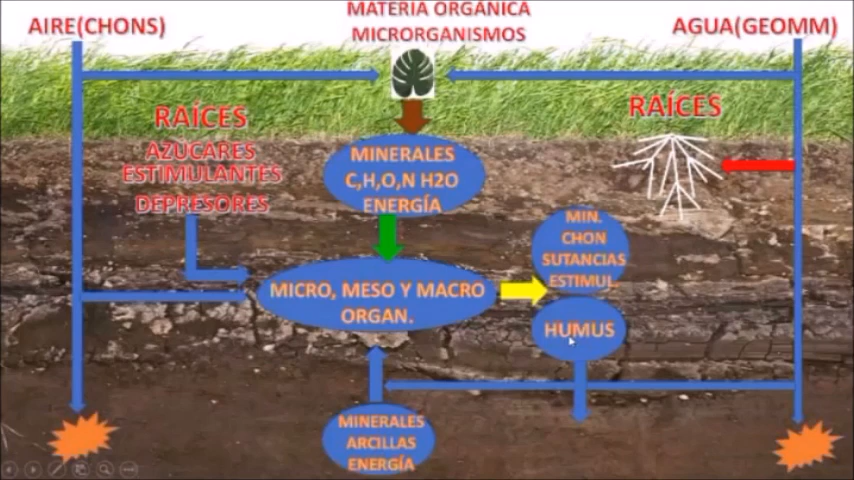 MATERIA ORGÁNICA
MICRORGANISMOS
AIRE(CHONS)
AGUA(GEOMM)
RAÍCES
AZUCARES
ESTIMULANTES
DEPRESORES
RAÍCES
MINERALES
C,H,O,N H2O
ENERGÍA
MIN.
CHON
SUTANCIAS
ESTIMUL.
MICRO, MESO Y MACRO
ORGAN.
HUMUS
MINERALES
ARCILLAS
ENERGÍA